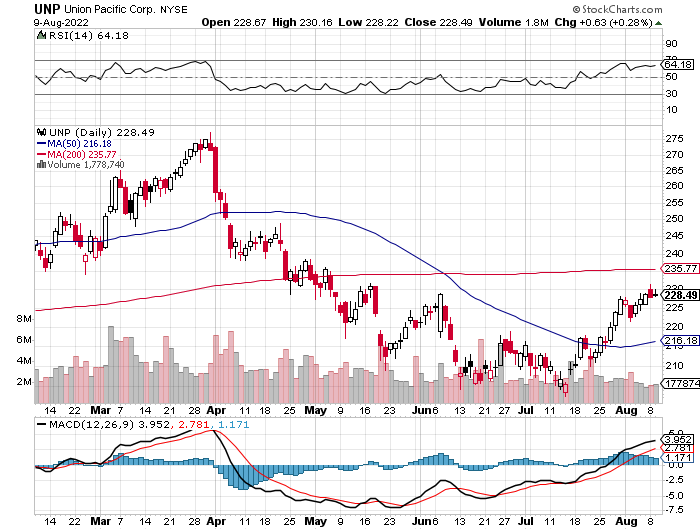 UNP Union Pacific Corp. NYSE © StockCharts.com
9-Aug-2022 Open 228.67 High 230.16 Low 228.22 Close 228.49 Volume 1.8M Chg +0.63 (+0.28%)
RSI(14) 64.18
90
64.18
50
30
10
UNP (Daily) 228.49
MA(50) 216.18
MA(200) 235.77
Volume 1,778,740
275
270
265
260
255
250
245
240
235.77
230
228.49
225
220
216.18
215
210
177874
8M
6M
4M
2M
14 22 Mar 7 14 21 28 Apr 11 18 25 May 9 16 23 Jun 6 13 21 27 Jul 11 18 25 Aug 8
MACD(12,26,9) 3.952, 2.781, 1.171
5.0
3.952
2.781
1.171
0.0
-2.5
-5.0
-7.5
14 22 Mar 7 14 21 28 Apr 11 18 25 May 9 16 23 Jun 6 13 21 27 Jul 11 18 25 Aug 8